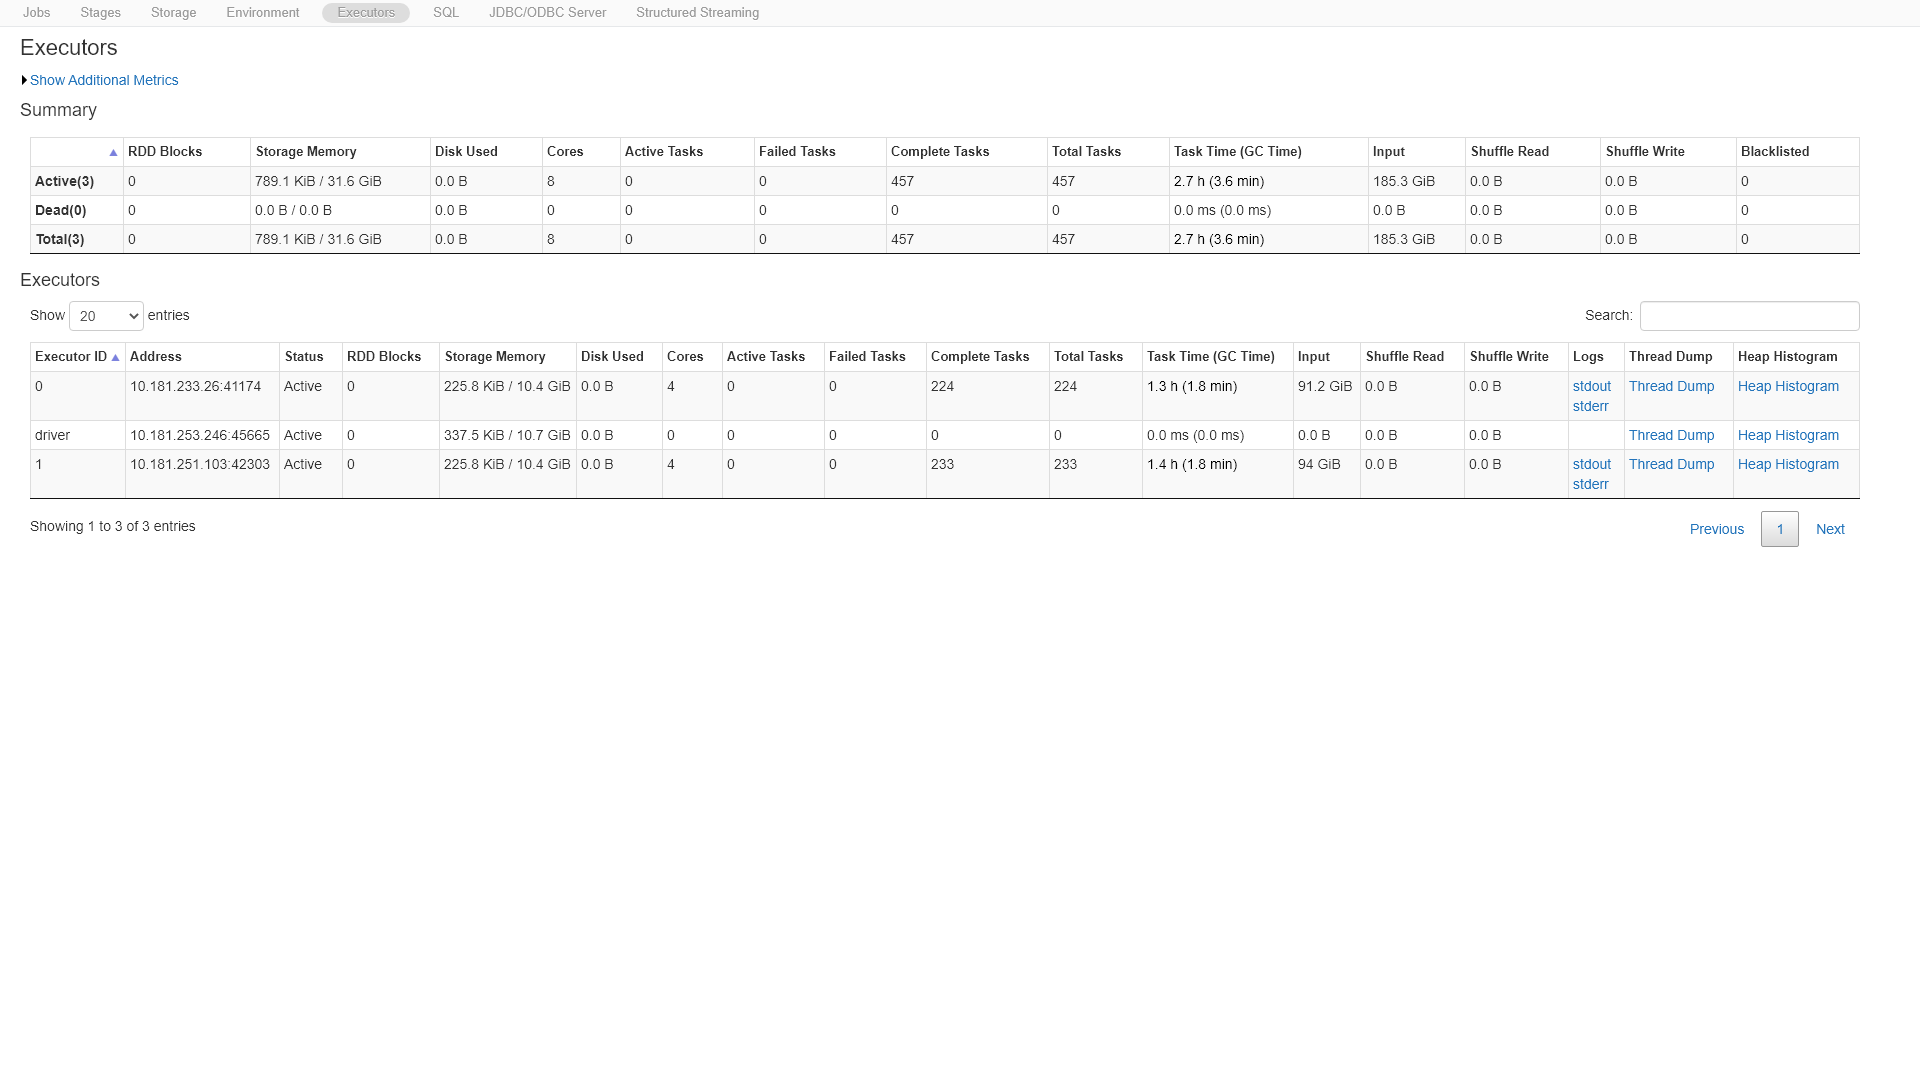 Jobs Stages Storage Environment Executors SQL JDBC/ODBC Server Structured Streaming
Executors
Show Additional Metrics
Summary
RDD Blocks Storage Memory Disk Used Cores Active Tasks Failed Tasks Complete Tasks Total Tasks Task Time (GC Time) Input Shuffle Read Shuffle Write Blacklisted
Active(3) 0 789.1 KiB / 31.6 GiB 0.0 B 8 0 0 457 457 2.7 h (3.6 min) 185.3 GiB 0.0 B 0.0 B 0
Dead(0) 0 0.0 B / 0.0 B 0.0 B 0 0 0 0 0 0.0 ms (0.0 ms) 0.0 B 0.0 B 0.0 B 0
Total(3) 0 789.1 KiB / 31.6 GiB 0.0 B 8 0 0 457 457 2.7 h (3.6 min) 185.3 GiB 0.0 B 0.0 B 0
Executors
Show 20 entries Search:
Executor ID Address Status RDD Blocks Storage Memory Disk Used Cores Active Tasks Failed Tasks Complete Tasks Total Tasks Task Time (GC Time) Input Shuffle Read Shuffle Write Logs Thread Dump Heap Histogram
0 10.181.233.26:41174 Active 0 225.8 KiB / 10.4 GiB 0.0 B 4 0 0 224 224 1.3 h (1.8 min) 91.2 GiB 0.0 B 0.0 B stdout Thread Dump Heap Histogram
stderr
driver 10.181.253.246:45665 Active 0 337.5 KiB / 10.7 GiB 0.0 B 0 0 0 0 0 0.0 ms (0.0 ms) 0.0 B 0.0 B 0.0 B Thread Dump Heap Histogram
1 10.181.251.103:42303 Active 0 225.8 KiB / 10.4 GiB 0.0 B 4 0 0 233 233 1.4 h (1.8 min) 94 GiB 0.0 B 0.0 B stdout Thread Dump Heap Histogram
stderr
Showing 1 to 3 of 3 entries Previous 1 Next